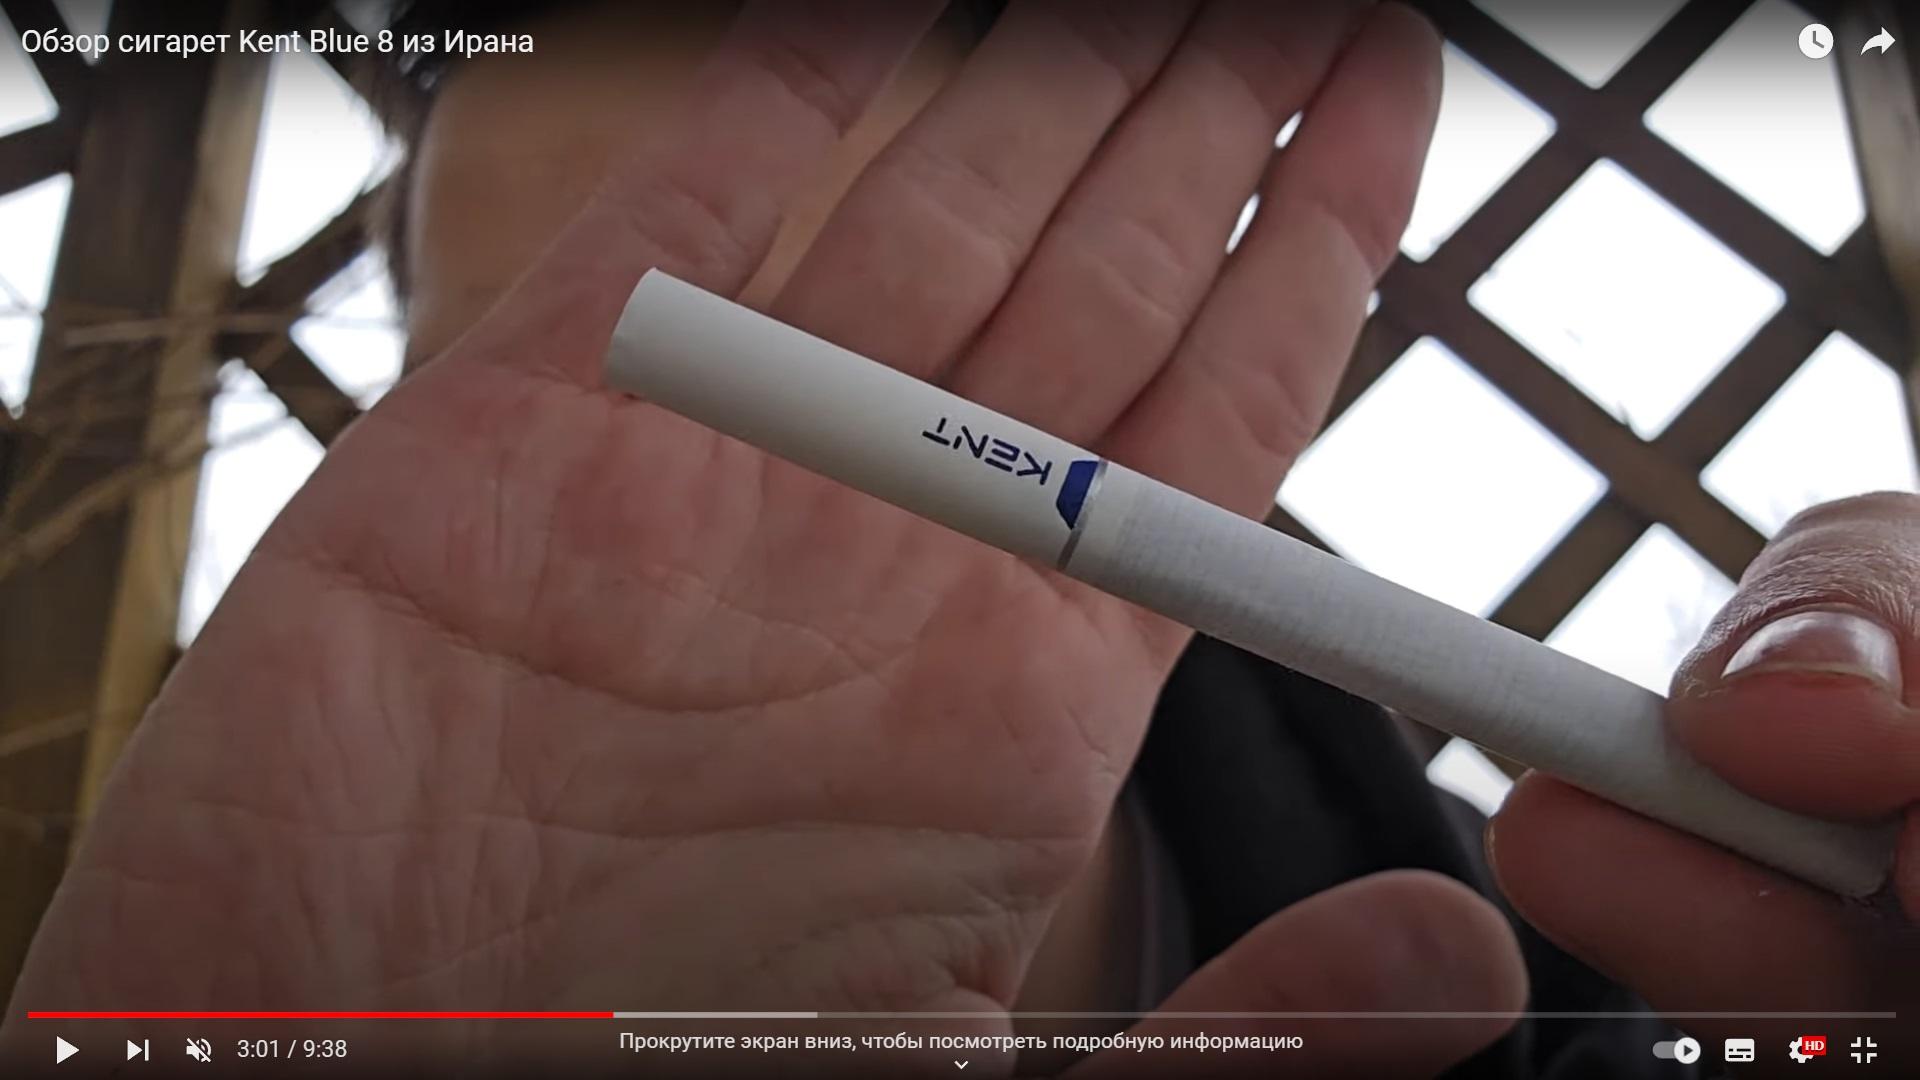 Обзор сигарет Kent Blue 8 из Ирана
KENT
3:01 / 9:38
Прокрутите экран вниз, чтобы посмотреть подробную информацию
HD